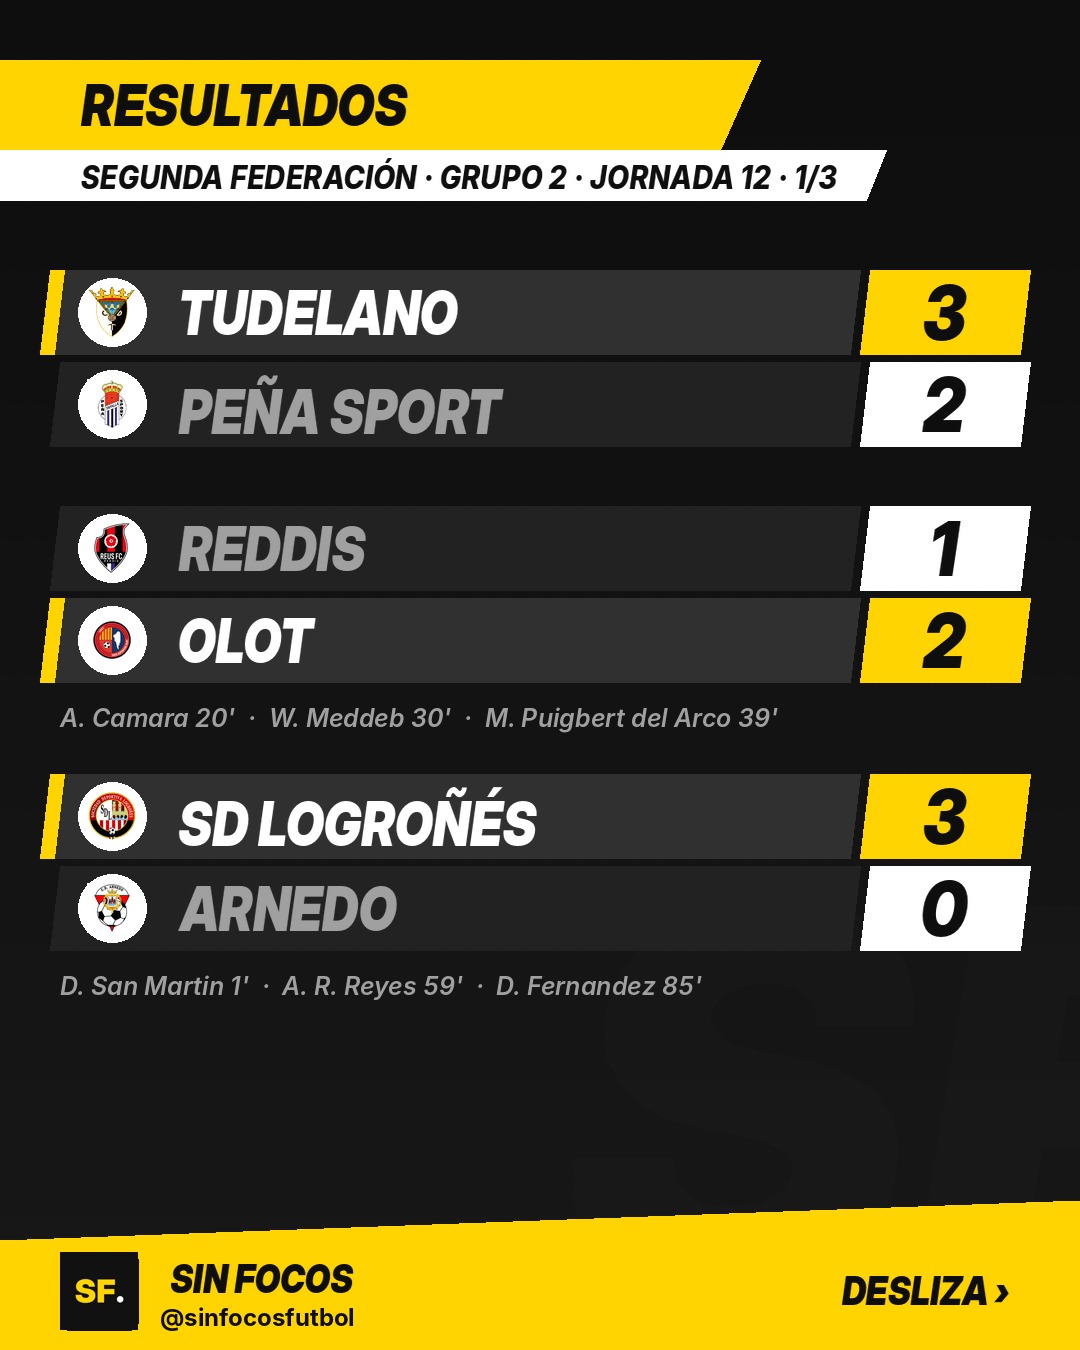 RESULTADOS
SEGUNDA FEDERACIÓN · GRUPO 2 · JORNADA 12 · 1/3
TUDELANO 3
PEÑA SPORT 2
REUS FC
REDDIS 1
OLOT 2
A. Camara 20' · W. Meddeb 30' · M. Puigbert del Arco 39'
SD LOGROÑÉS 3
ARNEDO 0
D. San Martin 1' · A. R. Reyes 59' · D. Fernandez 85'
SF.
SIN FOCOS
@sinfocosfutbol
DESLIZA ›